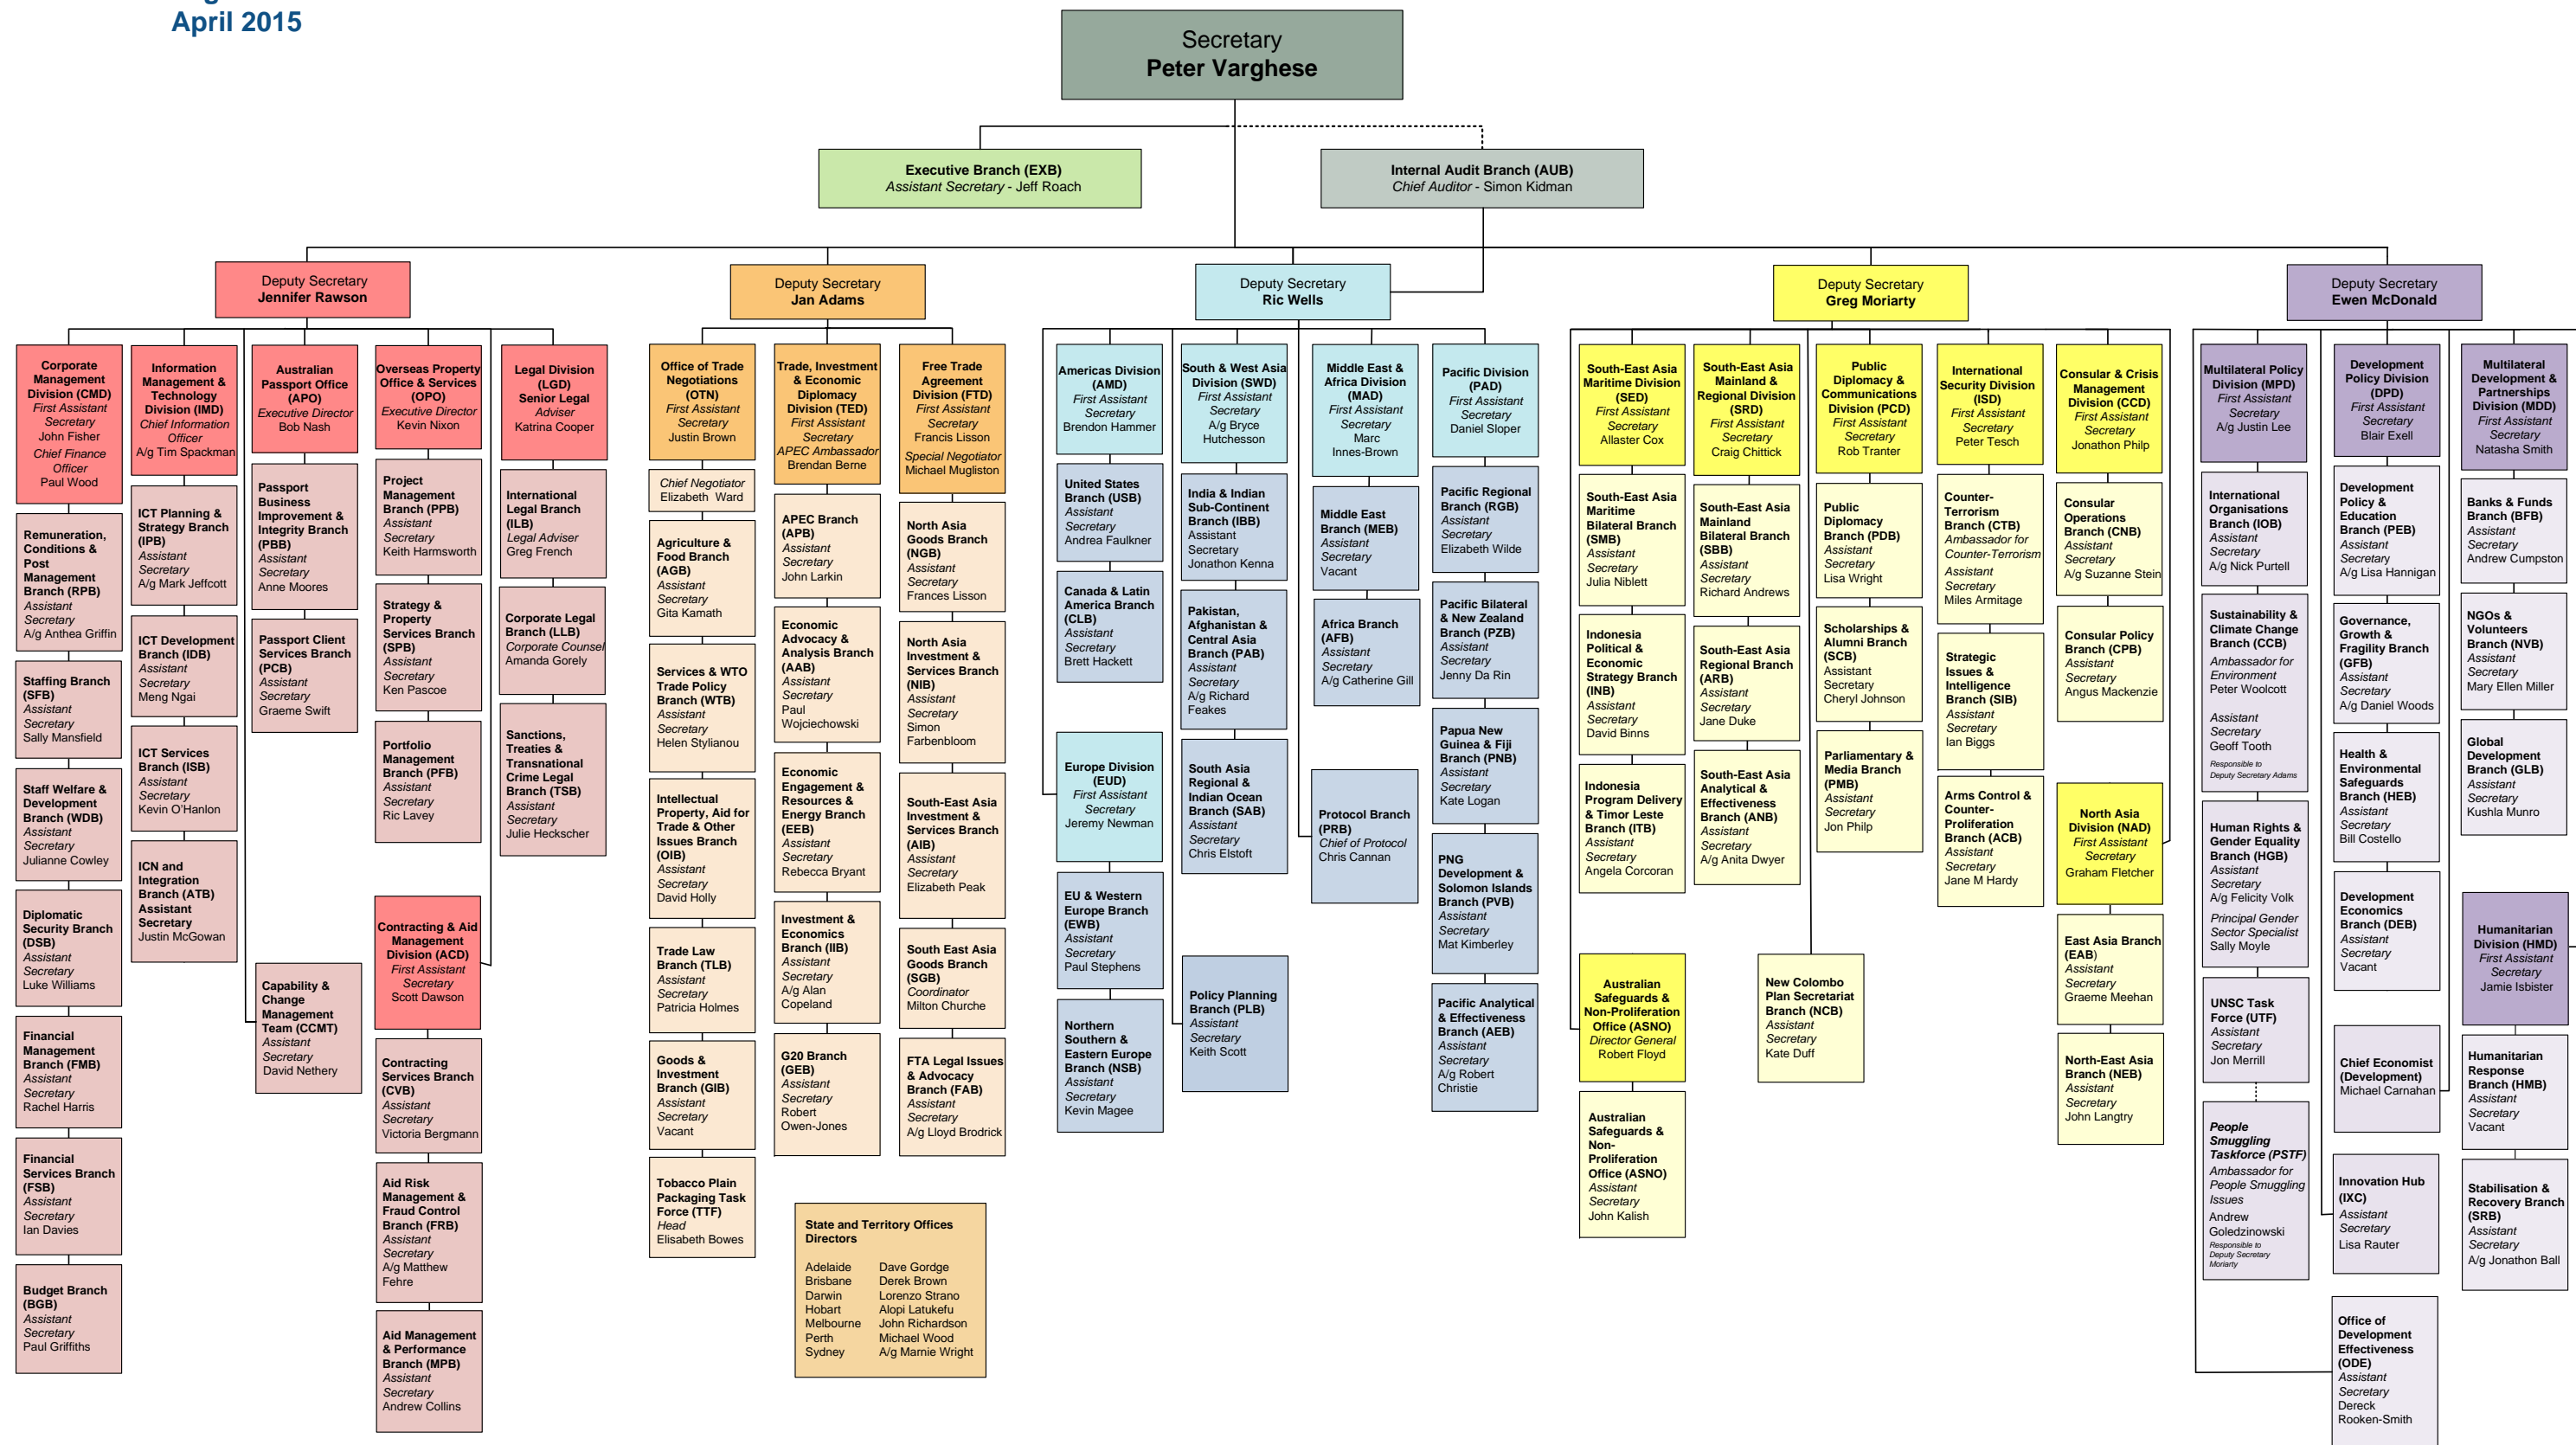 April 2015
Secretary
Peter Varghese
Executive Branch (EXB)
Assistant Secretary - Jeff Roach
Internal Audit Branch (AUB)
Chief Auditor - Simon Kidman
Deputy Secretary
Jennifer Rawson
Deputy Secretary
Jan Adams
Deputy Secretary
Ric Wells
Deputy Secretary
Greg Moriarty
Deputy Secretary
Ewen McDonald
Corporate
Management
Division (CMD)
First Assistant
Secretary
John Fisher
Chief Finance
Officer
Paul Wood
Remuneration,
Conditions &
Post
Management
Branch (RPB)
Assistant
Secretary
A/g Anthea Griffin
Staffing Branch
(SFB)
Assistant
Secretary
Sally Mansfield
Staff Welfare &
Development
Branch (WDB)
Assistant
Secretary
Julianne Cowley
Diplomatic
Security Branch
(DSB)
Assistant
Secretary
Luke Williams
Financial
Management
Branch (FMB)
Assistant
Secretary
Rachel Harris
Financial
Services Branch
(FSB)
Assistant
Secretary
Ian Davies
Budget Branch
(BGB)
Assistant
Secretary
Paul Griffiths
Information
Management &
Technology
Division (IMD)
Chief Information
Officer
A/g Tim Spackman
ICT Planning &
Strategy Branch
(IPB)
Assistant
Secretary
A/g Mark Jeffcott
ICT Development
Branch (IDB)
Assistant
Secretary
Meng Ngai
ICT Services
Branch (ISB)
Assistant
Secretary
Kevin O'Hanlon
ICN and
Integration
Branch (ATB)
Assistant
Secretary
Justin McGowan
Australian
Passport Office
(APO)
Executive Director
Bob Nash
Passport
Business
Improvement &
Integrity Branch
(PBB)
Assistant
Secretary
Anne Moores
Passport Client
Services Branch
(PCB)
Assistant
Secretary
Graeme Swift
Capability &
Change
Management
Team (CCMT)
Assistant
Secretary
David Nethery
Overseas Property
Office & Services
(OPO)
Executive Director
Kevin Nixon
Project
Management
Branch (PPB)
Assistant
Secretary
Keith Harmsworth
Strategy &
Property
Services Branch
(SPB)
Assistant
Secretary
Ken Pascoe
Portfolio
Management
Branch (PFB)
Assistant
Secretary
Ric Lavey
Contracting & Aid
Management
Division (ACD)
First Assistant
Secretary
Scott Dawson
Contracting
Services Branch
(CVB)
Assistant
Secretary
Victoria Bergmann
Aid Risk
Management &
Fraud Control
Branch (FRB)
Assistant
Secretary
A/g Matthew
Fehre
Aid Management
& Performance
Branch (MPB)
Assistant
Secretary
Andrew Collins
Legal Division
(LGD)
Senior Legal
Adviser
Katrina Cooper
International
Legal Branch
(ILB)
Legal Adviser
Greg French
Corporate Legal
Branch (LLB)
Corporate Counsel
Amanda Gorely
Sanctions,
Treaties &
Transnational
Crime Legal
Branch (TSB)
Assistant
Secretary
Julie Heckscher
Office of Trade
Negotiations
(OTN)
First Assistant
Secretary
Justin Brown
Chief Negotiator
Elizabeth Ward
Agriculture &
Food Branch
(AGB)
Assistant
Secretary
Gita Kamath
Services & WTO
Trade Policy
Branch (WTB)
Assistant
Secretary
Helen Stylianou
Intellectual
Property, Aid for
Trade & Other
Issues Branch
(OIB)
Assistant
Secretary
David Holly
Trade Law
Branch (TLB)
Assistant
Secretary
Patricia Holmes
Goods &
Investment
Branch (GIB)
Assistant
Secretary
Vacant
Tobacco Plain
Packaging Task
Force (TTF)
Head
Elisabeth Bowes
Trade, Investment
& Economic
Diplomacy
Division (TED)
First Assistant
Secretary
APEC Ambassador
Brendan Berne
APEC Branch
(APB)
Assistant
Secretary
John Larkin
Economic
Advocacy &
Analysis Branch
(AAB)
Assistant
Secretary
Paul
Wojciechowski
Economic
Engagement &
Resources &
Energy Branch
(EEB)
Assistant
Secretary
Rebecca Bryant
Investment &
Economics
Branch (IIB)
Assistant
Secretary
A/g Alan
Copeland
G20 Branch
(GEB)
Assistant
Secretary
Robert
Owen-Jones
Free Trade
Agreement
Division (FTD)
First Assistant
Secretary
Francis Lisson
Special Negotiator
Michael Mugliston
North Asia
Goods Branch
(NGB)
Assistant
Secretary
Frances Lisson
North Asia
Investment &
Services Branch
(NIB)
Assistant
Secretary
Simon
Farbenbloom
South-East Asia
Investment &
Services Branch
(AIB)
Assistant
Secretary
Elizabeth Peak
South East Asia
Goods Branch
(SGB)
Coordinator
Milton Churche
FTA Legal Issues
& Advocacy
Branch (FAB)
Assistant
Secretary
A/g Lloyd Brodrick
State and Territory Offices
Directors
Adelaide Dave Gordge
Brisbane Derek Brown
Darwin Lorenzo Strano
Hobart Alopi Latukefu
Melbourne John Richardson
Perth Michael Wood
Sydney A/g Marnie Wright
Americas Division
(AMD)
First Assistant
Secretary
Brendon Hammer
United States
Branch (USB)
Assistant
Secretary
Andrea Faulkner
Canada & Latin
America Branch
(CLB)
Assistant
Secretary
Brett Hackett
Europe Division
(EUD)
First Assistant
Secretary
Jeremy Newman
EU & Western
Europe Branch
(EWB)
Assistant
Secretary
Paul Stephens
Northern
Southern &
Eastern Europe
Branch (NSB)
Assistant
Secretary
Kevin Magee
South & West Asia
Division (SWD)
First Assistant
Secretary
A/g Bryce
Hutchesson
India & Indian
Sub-Continent
Branch (IBB)
Assistant
Secretary
Jonathon Kenna
Pakistan,
Afghanistan &
Central Asia
Branch (PAB)
Assistant
Secretary
A/g Richard
Feakes
South Asia
Regional &
Indian Ocean
Branch (SAB)
Assistant
Secretary
Chris Elstoft
Policy Planning
Branch (PLB)
Assistant
Secretary
Keith Scott
Middle East &
Africa Division
(MAD)
First Assistant
Secretary
Marc
Innes-Brown
Middle East
Branch (MEB)
Assistant
Secretary
Vacant
Africa Branch
(AFB)
Assistant
Secretary
A/g Catherine Gill
Protocol Branch
(PRB)
Chief of Protocol
Chris Cannan
Pacific Division
(PAD)
First Assistant
Secretary
Daniel Sloper
Pacific Regional
Branch (RGB)
Assistant
Secretary
Elizabeth Wilde
Pacific Bilateral
& New Zealand
Branch (PZB)
Assistant
Secretary
Jenny Da Rin
Papua New
Guinea & Fiji
Branch (PNB)
Assistant
Secretary
Kate Logan
PNG
Development &
Solomon Islands
Branch (PVB)
Assistant
Secretary
Mat Kimberley
Pacific Analytical
& Effectiveness
Branch (AEB)
Assistant
Secretary
A/g Robert
Christie
South-East Asia
Maritime Division
(SED)
First Assistant
Secretary
Allaster Cox
South-East Asia
Maritime
Bilateral Branch
(SMB)
Assistant
Secretary
Julia Niblett
Indonesia
Political &
Economic
Strategy Branch
(INB)
Assistant
Secretary
David Binns
Indonesia
Program Delivery
& Timor Leste
Branch (ITB)
Assistant
Secretary
Angela Corcoran
Australian
Safeguards &
Non-Proliferation
Office (ASNO)
Director General
Robert Floyd
Australian
Safeguards &
Non-
Proliferation
Office (ASNO)
Assistant
Secretary
John Kalish
South-East Asia
Mainland &
Regional Division
(SRD)
First Assistant
Secretary
Craig Chittick
South-East Asia
Mainland
Bilateral Branch
(SBB)
Assistant
Secretary
Richard Andrews
South-East Asia
Regional Branch
(ARB)
Assistant
Secretary
Jane Duke
South-East Asia
Analytical &
Effectiveness
Branch (ANB)
Assistant
Secretary
A/g Anita Dwyer
New Colombo
Plan Secretariat
Branch (NCB)
Assistant
Secretary
Kate Duff
Public
Diplomacy &
Communications
Division (PCD)
First Assistant
Secretary
Rob Tranter
Public
Diplomacy
Branch (PDB)
Assistant
Secretary
Lisa Wright
Scholarships &
Alumni Branch
(SCB)
Assistant
Secretary
Cheryl Johnson
Parliamentary &
Media Branch
(PMB)
Assistant
Secretary
Jon Philp
International
Security Division
(ISD)
First Assistant
Secretary
Peter Tesch
Counter-
Terrorism
Branch (CTB)
Ambassador for
Counter-Terrorism
Assistant
Secretary
Miles Armitage
Strategic
Issues &
Intelligence
Branch (SIB)
Assistant
Secretary
Ian Biggs
Arms Control &
Counter-
Proliferation
Branch (ACB)
Assistant
Secretary
Jane M Hardy
Consular & Crisis
Management
Division (CCD)
First Assistant
Secretary
Jonathon Philp
Consular
Operations
Branch (CNB)
Assistant
Secretary
A/g Suzanne Stein
Consular Policy
Branch (CPB)
Assistant
Secretary
Angus Mackenzie
North Asia
Division (NAD)
First Assistant
Secretary
Graham Fletcher
East Asia Branch
(EAB)
Assistant
Secretary
Graeme Meehan
North-East Asia
Branch (NEB)
Assistant
Secretary
John Langtry
Multilateral Policy
Division (MPD)
First Assistant
Secretary
A/g Justin Lee
International
Organisations
Branch (IOB)
Assistant
Secretary
A/g Nick Purtell
Sustainability &
Climate Change
Branch (CCB)
Ambassador for
Environment
Peter Woolcott
Assistant
Secretary
Geoff Tooth
Responsible to
Deputy Secretary Adams
Human Rights &
Gender Equality
Branch (HGB)
Assistant
Secretary
A/g Felicity Volk
Principal Gender
Sector Specialist
Sally Moyle
UNSC Task
Force (UTF)
Assistant
Secretary
Jon Merrill
People
Smuggling
Taskforce (PSTF)
Ambassador for
People Smuggling
Issues
Andrew
Goledzinowski
Responsible to
Deputy Secretary
Moriarty
Development
Policy Division
(DPD)
First Assistant
Secretary
Blair Exell
Development
Policy &
Education
Branch (PEB)
Assistant
Secretary
A/g Lisa Hannigan
Governance,
Growth &
Fragility Branch
(GFB)
Assistant
Secretary
A/g Daniel Woods
Health &
Environmental
Safeguards
Branch (HEB)
Assistant
Secretary
Bill Costello
Development
Economics
Branch (DEB)
Assistant
Secretary
Vacant
Chief Economist
(Development)
Michael Carnahan
Innovation Hub
(IXC)
Assistant
Secretary
Lisa Rauter
Office of
Development
Effectiveness
(ODE)
Assistant
Secretary
Dereck
Rooken-Smith
Multilateral
Development &
Partnerships
Division (MDD)
First Assistant
Secretary
Natasha Smith
Banks & Funds
Branch (BFB)
Assistant
Secretary
Andrew Cumpston
NGOs &
Volunteers
Branch (NVB)
Assistant
Secretary
Mary Ellen Miller
Global
Development
Branch (GLB)
Assistant
Secretary
Kushla Munro
Humanitarian
Division (HMD)
First Assistant
Secretary
Jamie Isbister
Humanitarian
Response
Branch (HMB)
Assistant
Secretary
Vacant
Stabilisation &
Recovery Branch
(SRB)
Assistant
Secretary
A/g Jonathon Ball